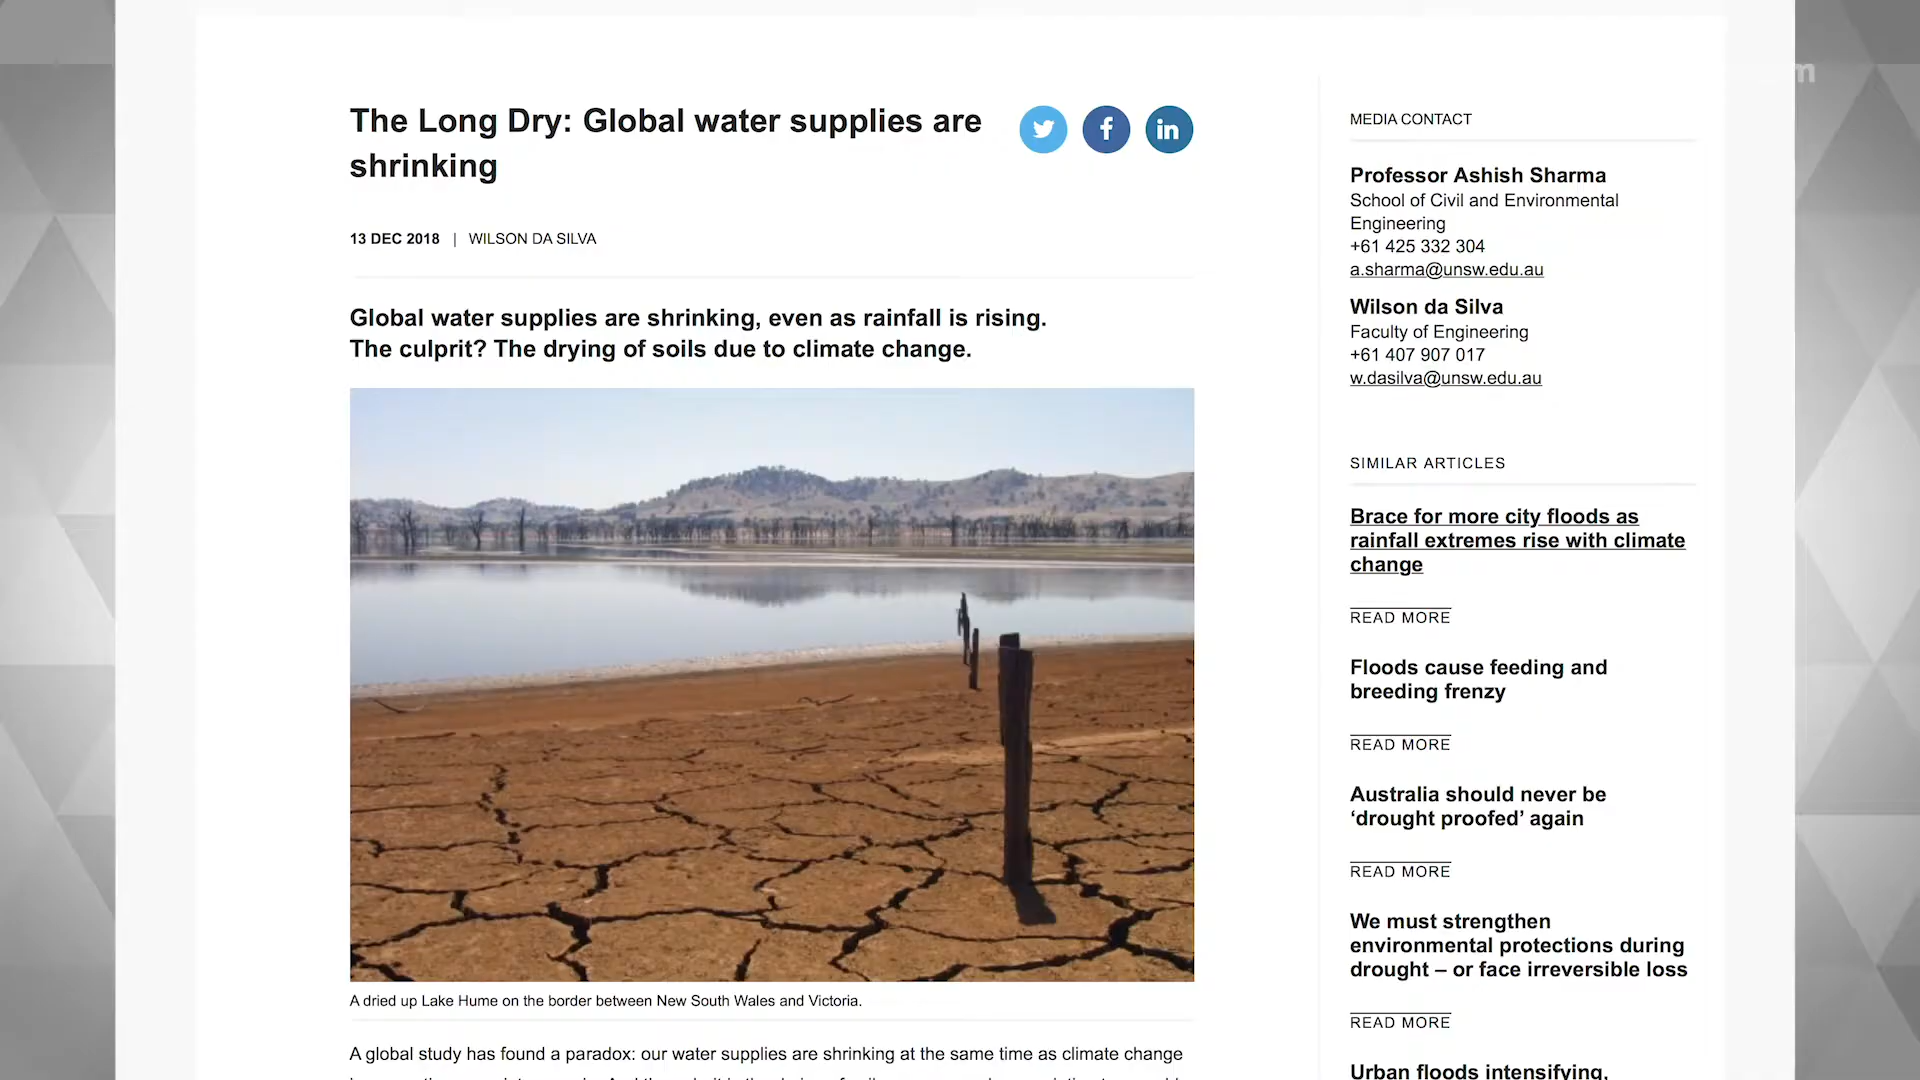 The Long Dry: Global water supplies are
shrinking
13 DEC 2018 | WILSON DA SILVA
Global water supplies are shrinking, even as rainfall is rising.
The culprit? The drying of soils due to climate change.
A dried up Lake Hume on the border between New South Wales and Victoria.
A global study has found a paradox: our water supplies are shrinking at the same time as climate change
MEDIA CONTACT
Professor Ashish Sharma
School of Civil and Environmental
Engineering
+61 425 332 304
a.sharma@unsw.edu.au
Wilson da Silva
Faculty of Engineering
+61 407 907 017
w.dasilva@unsw.edu.au
SIMILAR ARTICLES
Brace for more city floods as
rainfall extremes rise with climate
change
READ MORE
Floods cause feeding and
breeding frenzy
READ MORE
Australia should never be
‘drought proofed’ again
READ MORE
We must strengthen
environmental protections during
drought – or face irreversible loss
READ MORE
Urban floods intensifying,